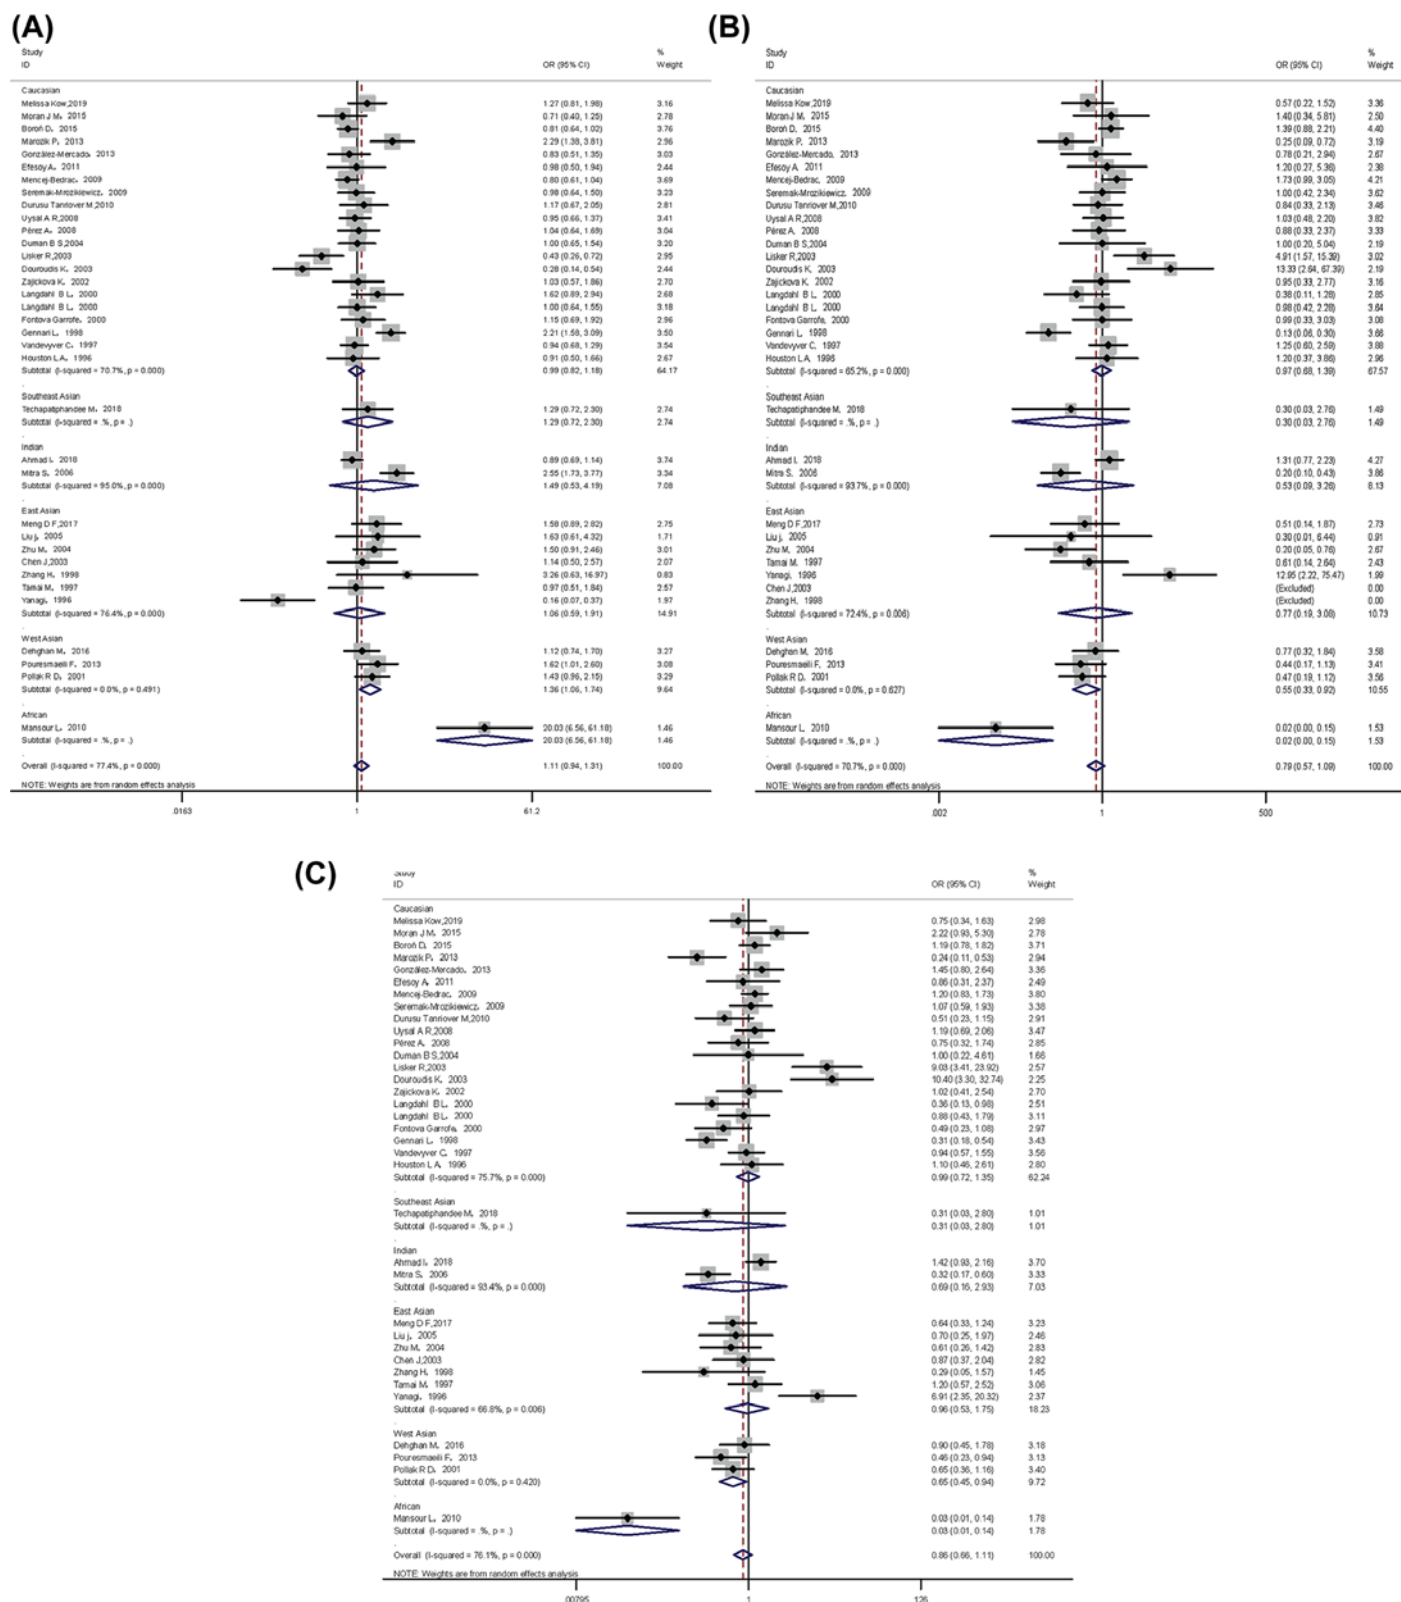 (A)
Study
%
ID OR (95% CI) Weight
Caucasian
Melissa Kow,2019 1.27 (0.81, 1.98) 3.16
Moran J M. 2015 0.71 (0.40, 1.25) 2.78
Boroń D. 2015 0.81 (0.64, 1.02) 3.76
Marozik P. 2013 2.29 (1.38, 3.81) 2.96
González-Mercado. 2013 0.83 (0.51, 1.35) 3.03
Efesoy A. 2011 0.98 (0.50, 1.94) 2.44
Mencej-Bedrac. 2009 0.80 (0.61, 1.04) 3.69
Seremak-Mrozikiewicz. 2009 0.98 (0.64, 1.50) 3.23
Durusu Tanriover M,2010 1.17 (0.67, 2.05) 2.81
Uysal A R,2008 0.95 (0.66, 1.37) 3.41
Pérez A. 2008 1.04 (0.64, 1.69) 3.04
Duman B S,2004 1.00 (0.65, 1.54) 3.20
Lisker R,2003 0.43 (0.26, 0.72) 2.95
Douroudis K. 2003 0.28 (0.14, 0.54) 2.44
Zajickova K. 2002 1.03 (0.57, 1.86) 2.70
Langdahl B L. 2000 1.62 (0.89, 2.94) 2.68
Langdahl B L. 2000 1.00 (0.64, 1.55) 3.18
Fontova Garrofe. 2000 1.15 (0.69, 1.92) 2.96
Gennari L. 1998 2.21 (1.58, 3.09) 3.50
Vandevyver C. 1997 0.94 (0.68, 1.29) 3.54
Houston L A. 1996 0.91 (0.50, 1.66) 2.67
Subtotal (I-squared = 70.7%, p = 0.000) 0.99 (0.82, 1.18) 64.17
.
Southeast Asian
Techapatiphandee M. 2018 1.29 (0.72, 2.30) 2.74
Subtotal (I-squared = .%, p = .) 1.29 (0.72, 2.30) 2.74
.
Indian
Ahmad I. 2018 0.89 (0.69, 1.14) 3.74
Mitra S. 2006 2.55 (1.73, 3.77) 3.34
Subtotal (I-squared = 95.0%, p = 0.000) 1.49 (0.53, 4.19) 7.08
.
East Asian
Meng D F,2017 1.58 (0.89, 2.82) 2.75
Liu j. 2005 1.63 (0.61, 4.32) 1.71
Zhu M. 2004 1.50 (0.91, 2.46) 3.01
Chen J,2003 1.14 (0.50, 2.57) 2.07
Zhang H. 1998 3.26 (0.63, 16.97) 0.83
Tamai M. 1997 0.97 (0.51, 1.84) 2.57
Yanagi. 1996 0.16 (0.07, 0.37) 1.97
Subtotal (I-squared = 76.4%, p = 0.000) 1.06 (0.59, 1.91) 14.91
.
West Asian
Dehghan M. 2016 1.12 (0.74, 1.70) 3.27
Pouresmaeili F. 2013 1.62 (1.01, 2.60) 3.08
Pollak R D. 2001 1.43 (0.96, 2.15) 3.29
Subtotal (I-squared = 0.0%, p = 0.491) 1.36 (1.06, 1.74) 9.64
.
African
Mansour L. 2010 20.03 (6.56, 61.18) 1.46
Subtotal (I-squared = .%, p = .) 20.03 (6.56, 61.18) 1.46
.
Overall (I-squared = 77.4%, p = 0.000) 1.11 (0.94, 1.31) 100.00
NOTE: Weights are from random effects analysis
.0163 1 61.2
(B)
Study
%
ID OR (95% CI) Weight
Caucasian
Melissa Kow,2019 0.57 (0.22, 1.52) 3.36
Moran J M. 2015 1.40 (0.34, 5.81) 2.50
Boroń D. 2015 1.39 (0.88, 2.21) 4.40
Marozik P. 2013 0.25 (0.09, 0.72) 3.19
González-Mercado. 2013 0.78 (0.21, 2.94) 2.67
Efesoy A. 2011 1.20 (0.27, 5.36) 2.38
Mencej-Bedrac. 2009 1.73 (0.99, 3.05) 4.21
Seremak-Mrozikiewicz. 2009 1.00 (0.42, 2.34) 3.62
Durusu Tanriover M,2010 0.84 (0.33, 2.13) 3.46
Uysal A R,2008 1.03 (0.48, 2.20) 3.82
Pérez A. 2008 0.88 (0.33, 2.37) 3.33
Duman B S,2004 1.00 (0.20, 5.04) 2.19
Lisker R,2003 4.91 (1.57, 15.39) 3.02
Douroudis K. 2003 13.33 (2.64, 67.39) 2.19
Zajickova K. 2002 0.95 (0.33, 2.77) 3.16
Langdahl B L. 2000 0.38 (0.11, 1.28) 2.85
Langdahl B L. 2000 0.98 (0.42, 2.28) 3.64
Fontova Garrofe. 2000 0.99 (0.33, 3.03) 3.08
Gennari L. 1998 0.13 (0.06, 0.30) 3.66
Vandevyver C. 1997 1.25 (0.60, 2.59) 3.88
Houston L A. 1996 1.20 (0.37, 3.86) 2.96
Subtotal (I-squared = 65.2%, p = 0.000) 0.97 (0.68, 1.39) 67.57
.
Southeast Asian
Techapatiphandee M. 2018 0.30 (0.03, 2.76) 1.49
Subtotal (I-squared = .%, p = .) 0.30 (0.03, 2.76) 1.49
.
Indian
Ahmad I. 2018 1.31 (0.77, 2.23) 4.27
Mitra S. 2006 0.20 (0.10, 0.43) 3.86
Subtotal (I-squared = 93.7%, p = 0.000) 0.53 (0.09, 3.26) 8.13
.
East Asian
Meng D F,2017 0.51 (0.14, 1.87) 2.73
Liu j. 2005 0.30 (0.01, 6.44) 0.91
Zhu M. 2004 0.20 (0.05, 0.76) 2.67
Tamai M. 1997 0.61 (0.14, 2.64) 2.43
Yanagi. 1996 12.95 (2.22, 75.47) 1.99
Chen J,2003 (Excluded) 0.00
Zhang H. 1998 (Excluded) 0.00
Subtotal (I-squared = 72.4%, p = 0.006) 0.77 (0.19, 3.08) 10.73
.
West Asian
Dehghan M. 2016 0.77 (0.32, 1.84) 3.58
Pouresmaeili F. 2013 0.44 (0.17, 1.13) 3.41
Pollak R D. 2001 0.47 (0.19, 1.12) 3.56
Subtotal (I-squared = 0.0%, p = 0.627) 0.55 (0.33, 0.92) 10.55
.
African
Mansour L. 2010 0.02 (0.00, 0.15) 1.53
Subtotal (I-squared = .%, p = .) 0.02 (0.00, 0.15) 1.53
.
Overall (I-squared = 70.7%, p = 0.000) 0.79 (0.57, 1.09) 100.00
NOTE: Weights are from random effects analysis
.002 1 500
(C)
Study
%
ID OR (95% CI) Weight
Caucasian
Melissa Kow,2019 0.75 (0.34, 1.63) 2.98
Moran J M. 2015 2.22 (0.93, 5.30) 2.78
Boroń D. 2015 1.19 (0.78, 1.82) 3.71
Marozik P. 2013 0.24 (0.11, 0.53) 2.94
González-Mercado. 2013 1.45 (0.80, 2.64) 3.36
Efesoy A. 2011 0.86 (0.31, 2.37) 2.49
Mencej-Bedrac. 2009 1.20 (0.83, 1.73) 3.80
Seremak-Mrozikiewicz. 2009 1.07 (0.59, 1.93) 3.38
Durusu Tanriover M,2010 0.51 (0.23, 1.15) 2.91
Uysal A R,2008 1.19 (0.69, 2.06) 3.47
Pérez A. 2008 0.75 (0.32, 1.74) 2.85
Duman B S,2004 1.00 (0.22, 4.61) 1.66
Lisker R,2003 9.03 (3.41, 23.92) 2.57
Douroudis K. 2003 10.40 (3.30, 32.74) 2.25
Zajickova K. 2002 1.02 (0.41, 2.54) 2.70
Langdahl B L. 2000 0.36 (0.13, 0.98) 2.51
Langdahl B L. 2000 0.88 (0.43, 1.79) 3.11
Fontova Garrofe. 2000 0.49 (0.23, 1.08) 2.97
Gennari L. 1998 0.31 (0.18, 0.54) 3.43
Vandevyver C. 1997 0.94 (0.57, 1.55) 3.56
Houston L A. 1996 1.10 (0.46, 2.61) 2.80
Subtotal (I-squared = 75.7%, p = 0.000) 0.99 (0.72, 1.35) 62.24
.
Southeast Asian
Techapatiphandee M. 2018 0.31 (0.03, 2.80) 1.01
Subtotal (I-squared = .%, p = .) 0.31 (0.03, 2.80) 1.01
.
Indian
Ahmad I. 2018 1.42 (0.93, 2.16) 3.70
Mitra S. 2006 0.32 (0.17, 0.60) 3.33
Subtotal (I-squared = 93.4%, p = 0.000) 0.69 (0.16, 2.93) 7.03
.
East Asian
Meng D F,2017 0.64 (0.33, 1.24) 3.23
Liu j. 2005 0.70 (0.25, 1.97) 2.46
Zhu M. 2004 0.61 (0.26, 1.42) 2.83
Chen J,2003 0.87 (0.37, 2.04) 2.82
Zhang H. 1998 0.29 (0.05, 1.57) 1.45
Tamai M. 1997 1.20 (0.57, 2.52) 3.06
Yanagi. 1996 6.91 (2.35, 20.32) 2.37
Subtotal (I-squared = 66.8%, p = 0.006) 0.96 (0.53, 1.75) 18.23
.
West Asian
Dehghan M. 2016 0.90 (0.45, 1.78) 3.18
Pouresmaeili F. 2013 0.46 (0.23, 0.94) 3.13
Pollak R D. 2001 0.65 (0.36, 1.16) 3.40
Subtotal (I-squared = 0.0%, p = 0.420) 0.65 (0.45, 0.94) 9.72
.
African
Mansour L. 2010 0.03 (0.01, 0.14) 1.78
Subtotal (I-squared = .%, p = .) 0.03 (0.01, 0.14) 1.78
.
Overall (I-squared = 76.1%, p = 0.000) 0.86 (0.66, 1.11) 100.00
NOTE: Weights are from random effects analysis
.00795 1 126